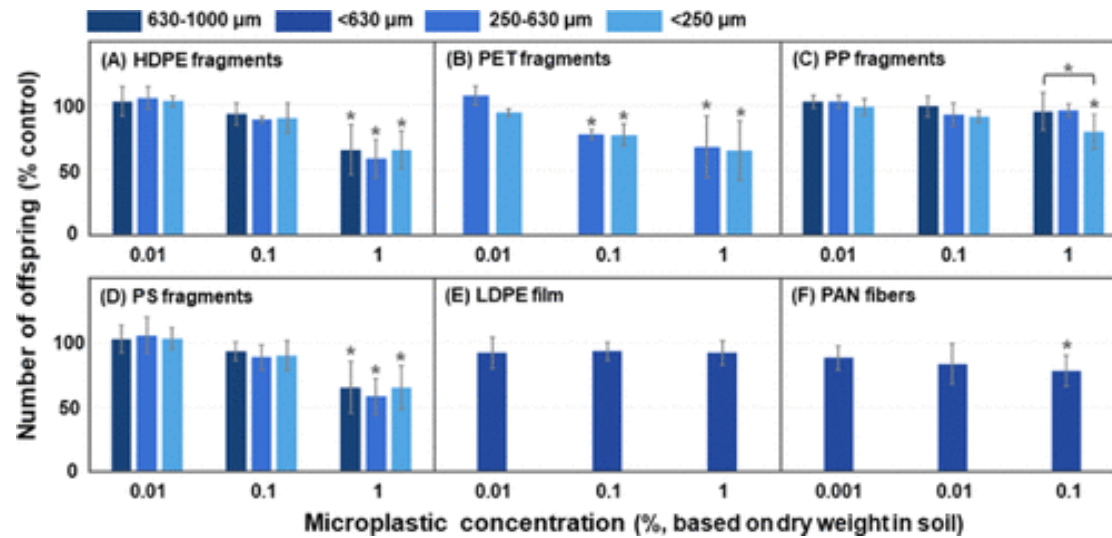 630-1000 µm <630 µm 250-630 µm <250 µm
Number of offspring (% control)
(A) HDPE fragments
(B) PET fragments
(C) PP fragments
100
50
0
* * *
* * * *
* *
0.01 0.1 1
0.01 0.1 1
0.01 0.1 1
(D) PS fragments
(E) LDPE film
(F) PAN fibers
100
50
0
* * *
*
0.01 0.1 1
0.01 0.1 1
0.001 0.01 0.1
Microplastic concentration (%, based on dry weight in soil)